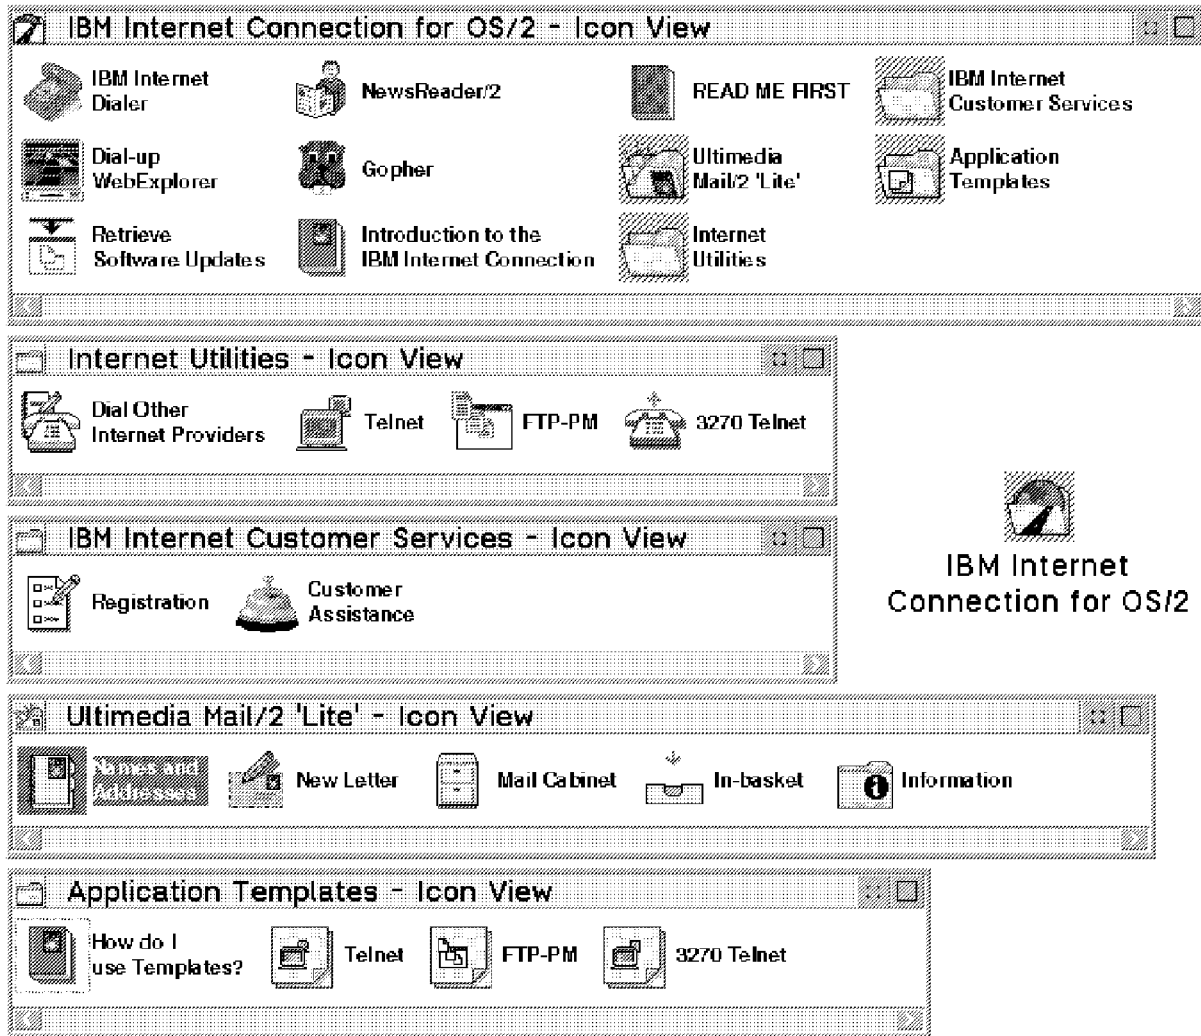 IBM Internet Connection for OS/2 - Icon View
IBM Internet
Dialer
NewsReader/2
READ ME FIRST
IBM Internet
Customer Services
Dial-up
WebExplorer
Gopher
Ultimedia
Mail/2 'Lite'
Application
Templates
Retrieve
Software Updates
Introduction to the
IBM Internet Connection
Internet
Utilities
Internet Utilities - Icon View
Dial Other
Internet Providers
Telnet
FTP-PM
3270 Telnet
IBM Internet Customer Services - Icon View
Registration
Customer
Assistance
IBM Internet
Connection for OS/2
Ultimedia Mail/2 'Lite' - Icon View
Names and
Addresses
New Letter
Mail Cabinet
In-basket
Information
Application Templates - Icon View
How do I
use Templates?
Telnet
FTP-PM
3270 Telnet